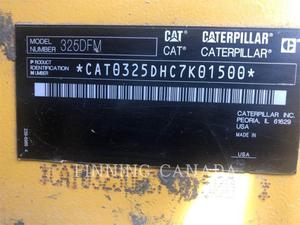 MODEL NUMBER 325DFM CAT CATERPILLAR
CAT CATERPILLAR
PRODUCT IDENTIFICATION NUMBER
*CAT0325DHC7K01500*
CATERPILLAR INC.
PEORIA, IL 61629
USA
MADE IN
USA
FINNING CANADA